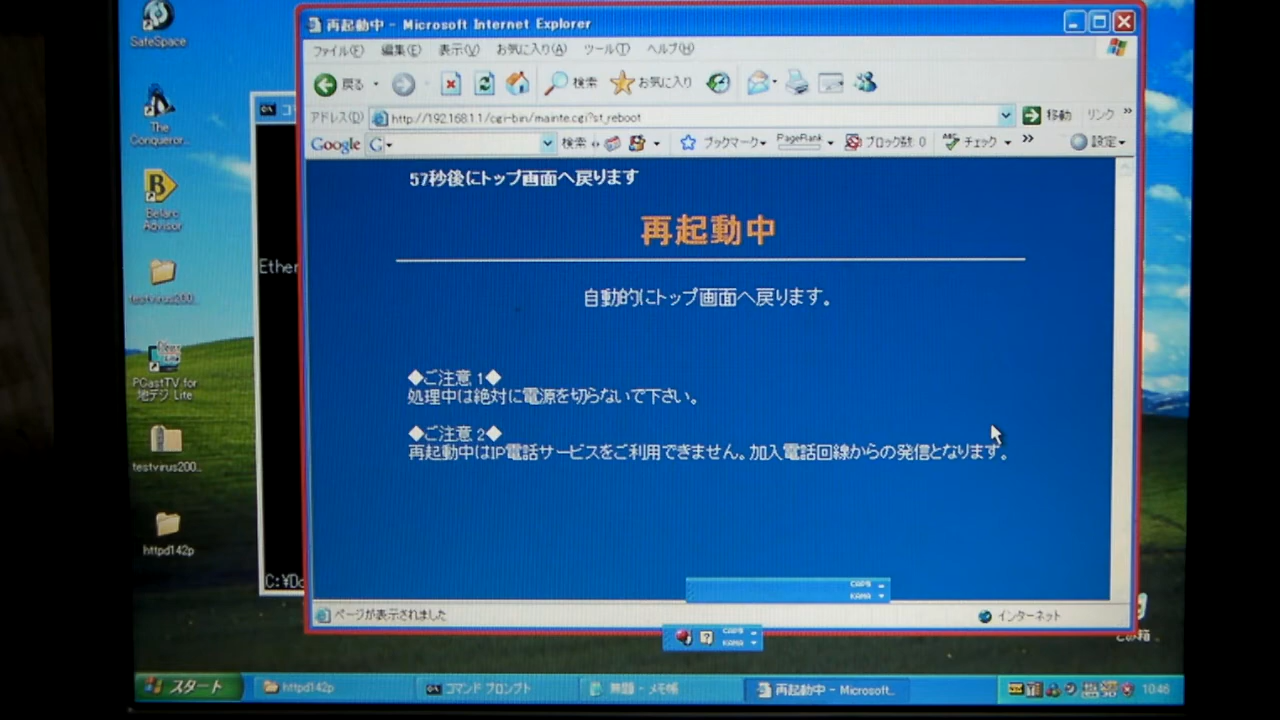 SafeSpace
The
Conqueror...
Belarc
Advisor
testvirus200...
PCastTV for
地デジ Lite
testvirus200...
httpd142p
Ether
C:¥Do
再起動中 - Microsoft Internet Explorer
ファイル(F) 編集(E) 表示(V) お気に入り(A) ツール(T) ヘルプ(H)
戻る 検索 お気に入り
アドレス(D) http://192.168.1.1/cgi-bin/mainte.cgi?st_reboot 移動 リンク »
Google G 検索 ブックマーク PageRank ブロック数: 0 チェック » 設定
57秒後にトップ画面へ戻ります
再起動中
自動的にトップ画面へ戻ります。
◆ご注意 1◆
処理中は絶対に電源を切らないで下さい。
◆ご注意 2◆
再起動中はIP電話サービスをご利用できません。加入電話回線からの発信となります。
CAPS
KANA
ページが表示されました インターネット
CAPS
KANA
ごみ箱
スタート httpd142p コマンド プロンプト 無題 - メモ帳 再起動中 - Microsoft... 10:46